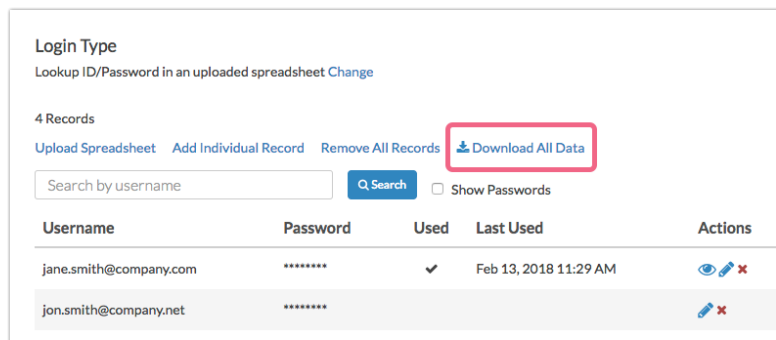 Login Type
Lookup ID/Password in an uploaded spreadsheet Change
4 Records
Upload Spreadsheet Add Individual Record Remove All Records Download All Data
Search by username Search Show Passwords
Username Password Used Last Used Actions
jane.smith@company.com ******** Feb 13, 2018 11:29 AM
jon.smith@company.net ********